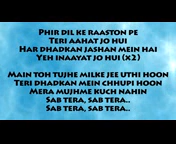 Phir dil ke raaston pe
Teri aahat jo hui
Har dhadkan jashan mein hai
Yeh inaayat jo hui (x2)
Main toh tujhe milke jee uthi hoon
Teri dhadkan mein chhupi hoon
Mera mujhme kuch nahin
Sab tera, sab tera..
Sab tera, sab tera..